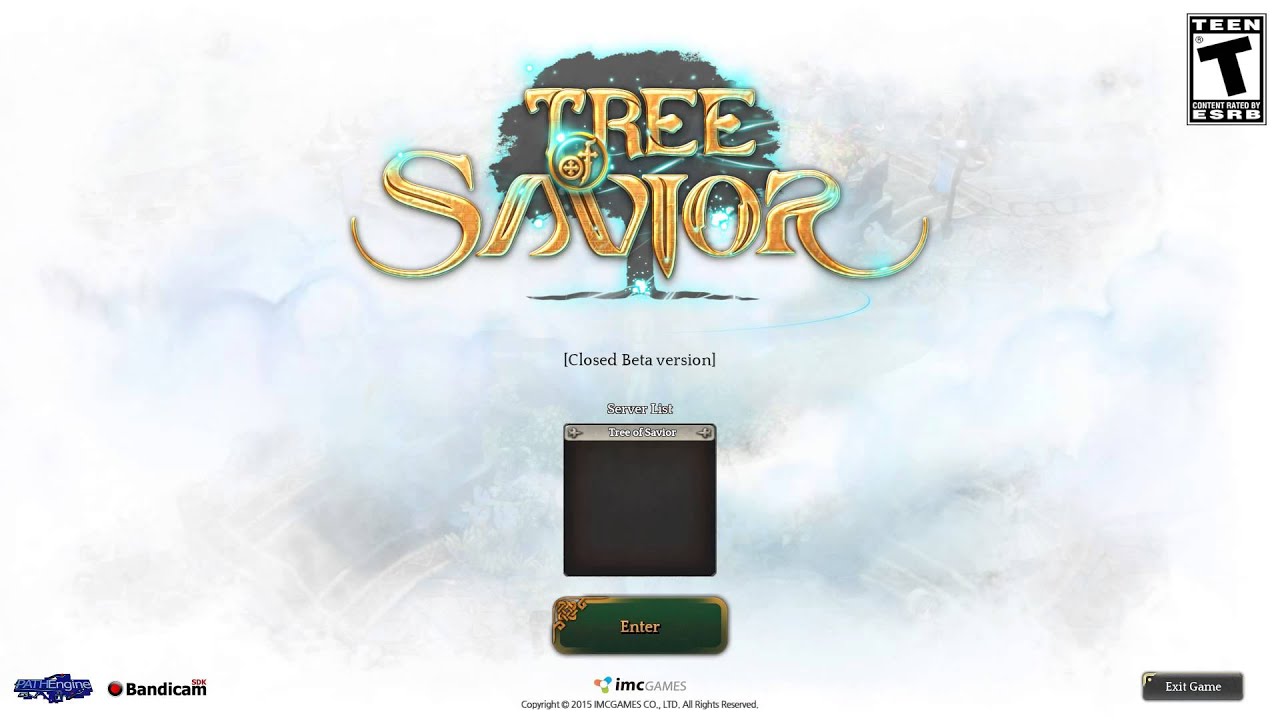 TEEN
T
®
CONTENT RATED BY
ESRB
TREE
of
SAVIOR
[Closed Beta version]
Server List
Tree of Savior
Enter
PATHEngine
Bandicam SDK
imcGAMES
Copyright © 2015 IMCGAMES CO., LTD. All Rights Reserved.
Exit Game